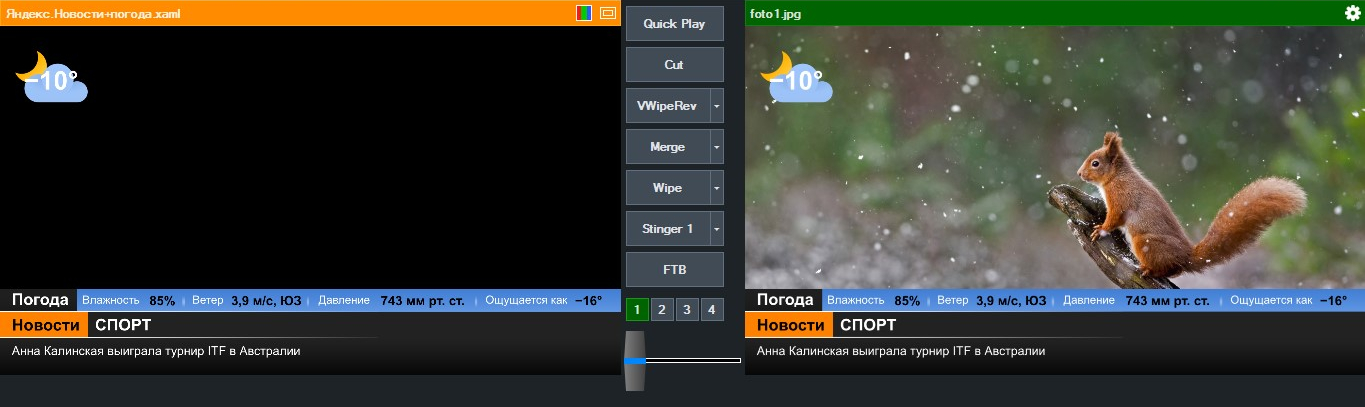 Яндекс.Новости+погода.xaml
−10°
Погода Влажность 85% Ветер 3,9 м/с, ЮЗ Давление 743 мм рт. ст. Ощущается как −16°
Новости СПОРТ
Анна Калинская выиграла турнир ITF в Австралии
Quick Play
Cut
VWipeRev
Merge
Wipe
Stinger 1
FTB
1 2 3 4
foto1.jpg
−10°
Погода Влажность 85% Ветер 3,9 м/с, ЮЗ Давление 743 мм рт. ст. Ощущается как −16°
Новости СПОРТ
Анна Калинская выиграла турнир ITF в Австралии